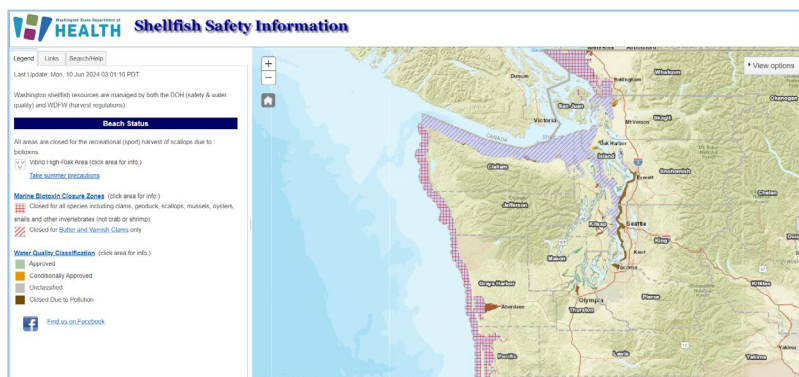 Washington State Department of
HEALTH
Shellfish Safety Information
Legend Links Search/Help
Last Update: Mon, 10 Jun 2024 03:01:10 PDT
Washington shellfish resources are managed by both the DOH (safety & water
quality) and WDFW (harvest regulations).
Beach Status
All areas are closed for the recreational (sport) harvest of scallops due to
biotoxins.
Vibrio High-Risk Area (click area for info.)
Take summer precautions
Marine Biotoxin Closure Zones (click area for info.)
Closed for all species including clams, geoduck, scallops, mussels, oysters,
snails and other invertebrates (not crab or shrimp).
Closed for Butter and Varnish Clams only
Water Quality Classification (click area for info.)
Approved
Conditionally Approved
Unclassified
Closed Due to Pollution
Find us on Facebook
+
−
View options
Duncan
Bellingham
Whatcom
Okanogan
San Juan
Victoria
Mt Vernon
Skagit
CANADA
Oak Harbor
Island
Clallam
Snohomish
Everett
Chelan
Jefferson
Seattle
Kitsap
King
Mason
Kent
Tacoma
Grays Harbor
Kittitas
Aberdeen
Olympia
Pierce
Thurston
Pacific
Lewis
Yakima
Yakima